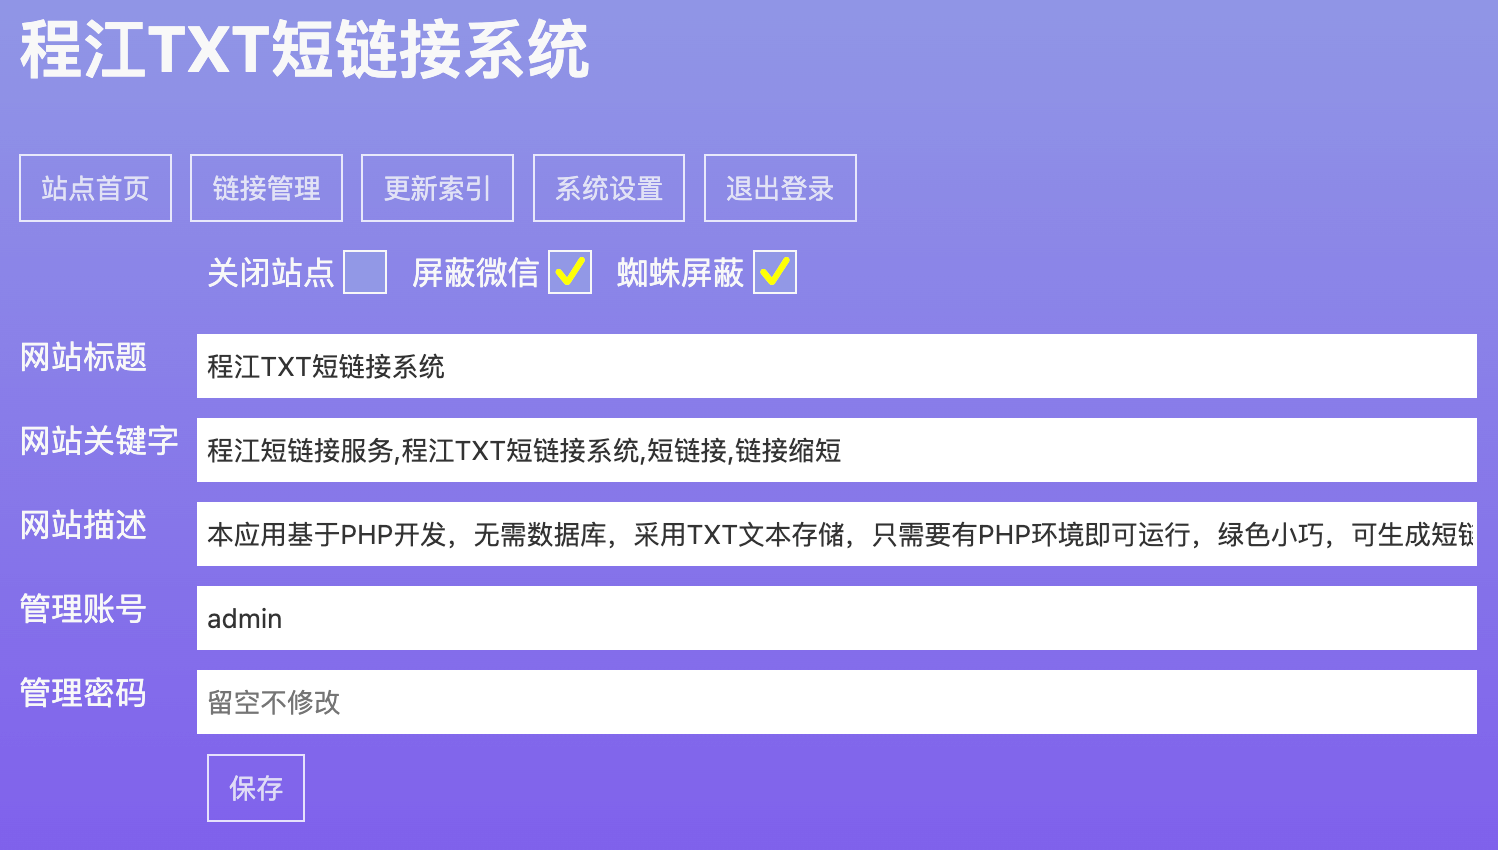 程江TXT短链接系统
站点首页 链接管理 更新索引 系统设置 退出登录
关闭站点 屏蔽微信 蜘蛛屏蔽
网站标题 程江TXT短链接系统
网站关键字 程江短链接服务,程江TXT短链接系统,短链接,链接缩短
网站描述 本应用基于PHP开发，无需数据库，采用TXT文本存储，只需要有PHP环境即可运行，绿色小巧，可生成短链
管理账号 admin
管理密码 留空不修改
保存